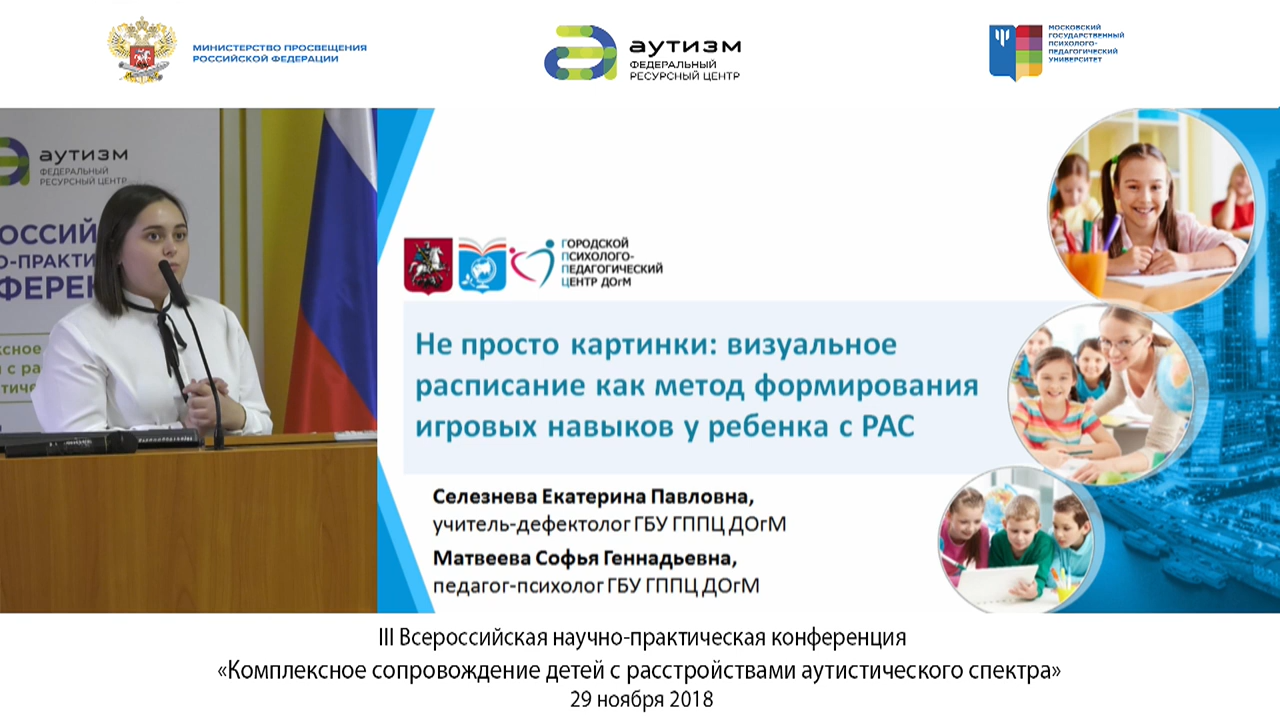 МИНИСТЕРСТВО ПРОСВЕЩЕНИЯ
РОССИЙСКОЙ ФЕДЕРАЦИИ
аутизм
ФЕДЕРАЛЬНЫЙ
РЕСУРСНЫЙ ЦЕНТР
МОСКОВСКИЙ
ГОСУДАРСТВЕННЫЙ
ПСИХОЛОГО-
ПЕДАГОГИЧЕСКИЙ
УНИВЕРСИТЕТ
аутизм
ФЕДЕРАЛЬНЫЙ
РЕСУРСНЫЙ ЦЕНТР
ГОРОДСКОЙ
ПСИХОЛОГО-
ПЕДАГОГИЧЕСКИЙ
ЦЕНТР ДОгМ
Не просто картинки: визуальное
расписание как метод формирования
игровых навыков у ребенка с РАС
Селезнева Екатерина Павловна,
учитель-дефектолог ГБУ ГППЦ ДОгМ
Матвеева Софья Геннадьевна,
педагог-психолог ГБУ ГППЦ ДОгМ
III Всероссийская научно-практическая конференция
«Комплексное сопровождение детей с расстройствами аутистического спектра»
29 ноября 2018